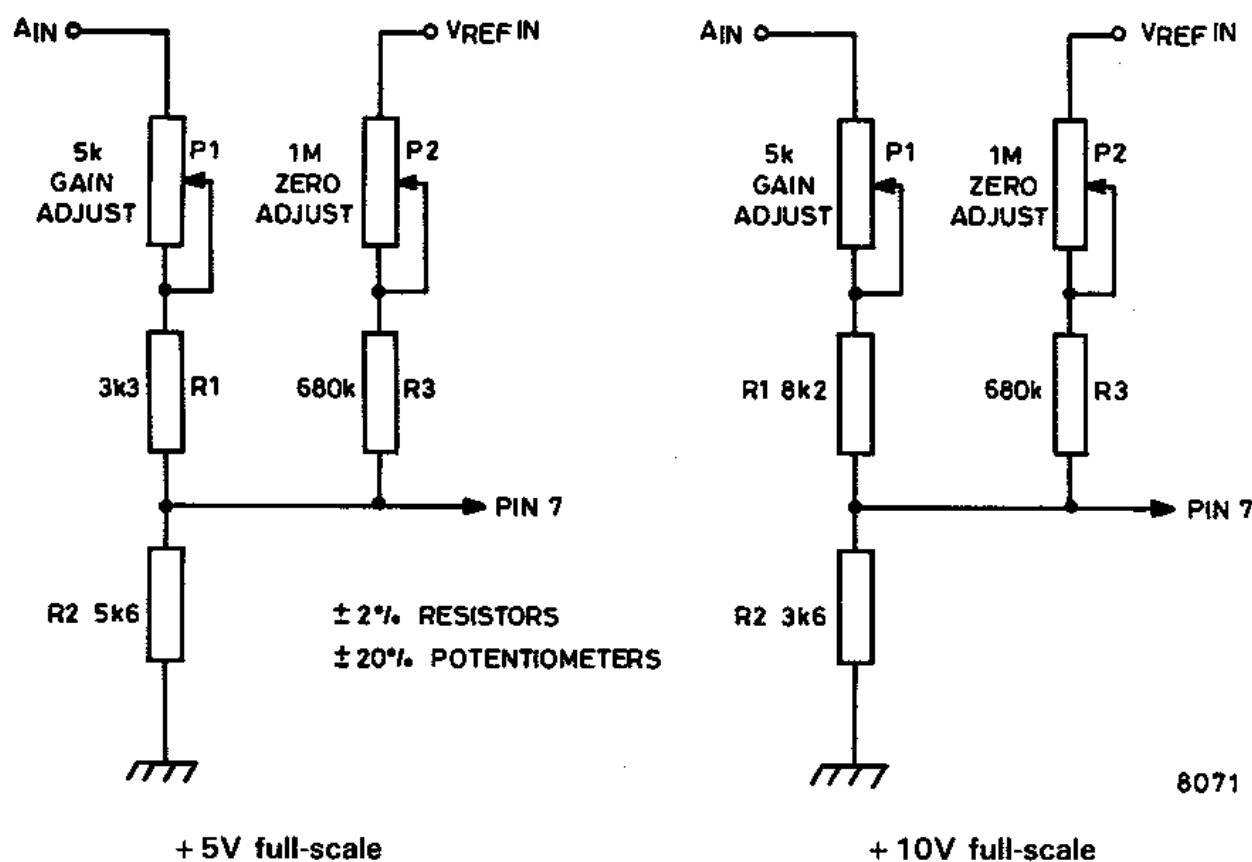 AIN
VREF IN
5k
GAIN
ADJUST
P1
1M
ZERO
ADJUST
P2
3k3
R1
680k
R3
PIN 7
R2 5k6
±2% RESISTORS
±20% POTENTIOMETERS
+5V full-scale
AIN
VREF IN
5k
GAIN
ADJUST
P1
1M
ZERO
ADJUST
P2
R1 8k2
680k
R3
PIN 7
R2 3k6
8071
+10V full-scale